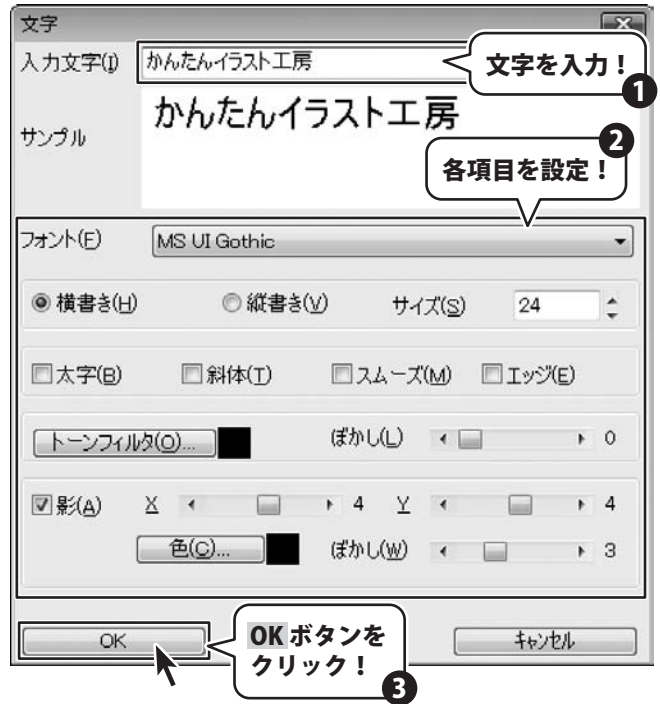 文字
入力文字(I) かんたんイラスト工房
文字を入力！
1
サンプル かんたんイラスト工房
2
各項目を設定！
フォント(F) MS UI Gothic
横書き(H) 縦書き(V) サイズ(S) 24
太字(B) 斜体(T) スムーズ(M) エッジ(E)
トーンフィルタ(O)... ぼかし(L) 0
影(A) X 4 Y 4
色(C)... ぼかし(W) 3
OK キャンセル
OK ボタンを
クリック！
3